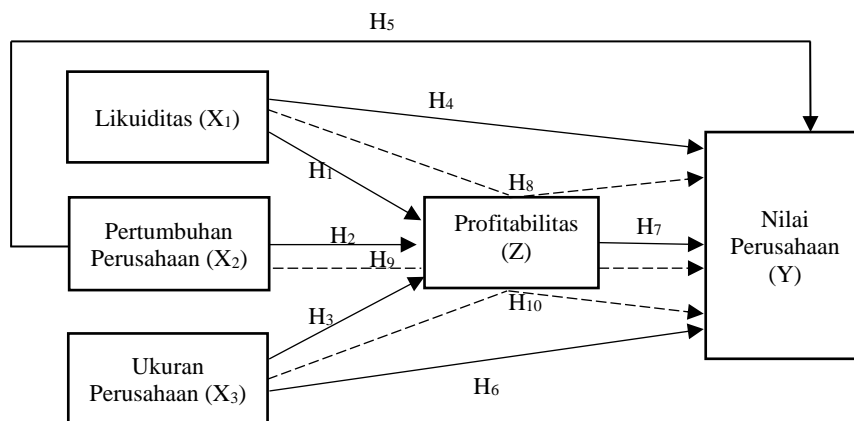 H5
Likuiditas (X1)
H4
H1
H8
Pertumbuhan
Perusahaan (X2)
H2
H9
Profitabilitas
(Z)
H7
Nilai
Perusahaan
(Y)
H3
H10
Ukuran
Perusahaan (X3)
H6